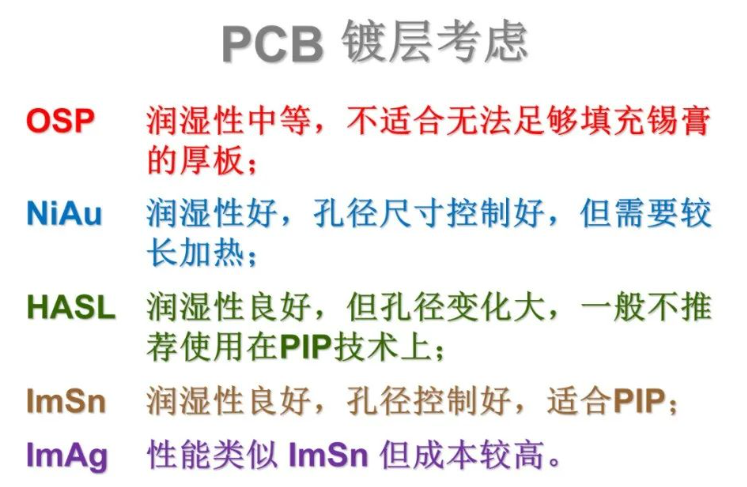 PCB 镀层考虑
OSP 润湿性中等，不适合无法足够填充锡膏
的厚板；
NiAu 润湿性好，孔径尺寸控制好，但需要较
长加热；
HASL 润湿性良好，但孔径变化大，一般不推
荐使用在PIP技术上；
ImSn 润湿性良好，孔径控制好，适合PIP；
ImAg 性能类似 ImSn 但成本较高。